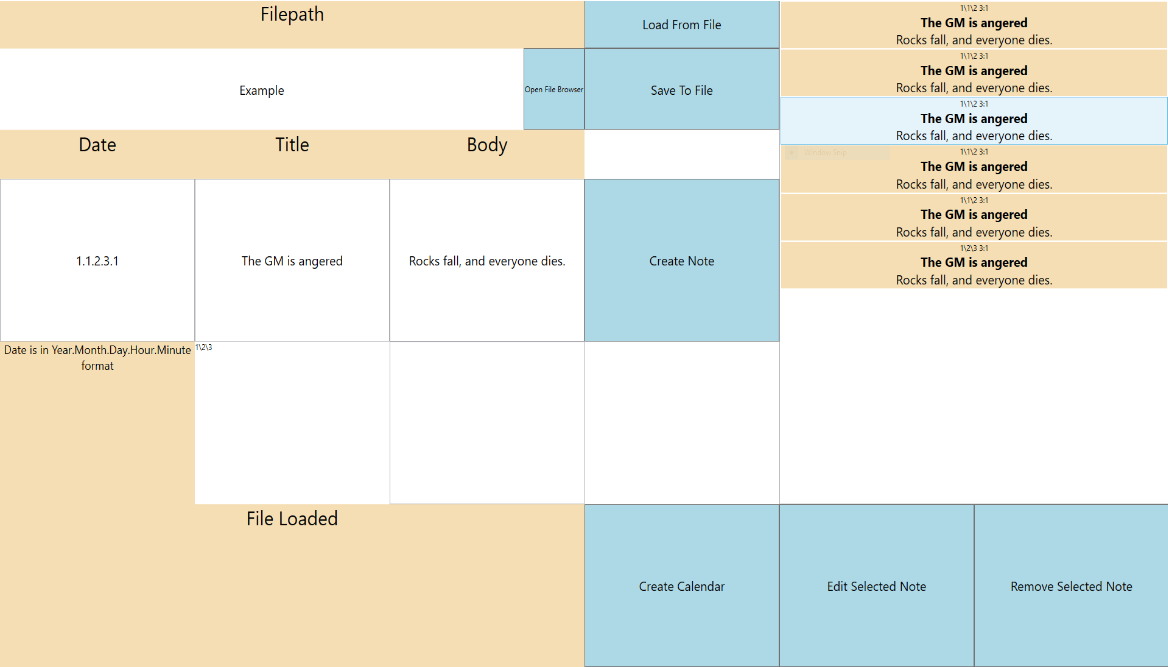 Filepath
Load From File
Example
Open File Browser
Save To File
Date
Title
Body
1.1.2.3.1
The GM is angered
Rocks fall, and everyone dies.
Create Note
Date is in Year.Month.Day.Hour.Minute
format
1\2\3
File Loaded
Create Calendar
Edit Selected Note
Remove Selected Note
1\1\2 3:1
The GM is angered
Rocks fall, and everyone dies.
1\1\2 3:1
The GM is angered
Rocks fall, and everyone dies.
1\1\2 3:1
The GM is angered
Rocks fall, and everyone dies.
1\1\2 3:1
The GM is angered
Rocks fall, and everyone dies.
1\1\2 3:1
The GM is angered
Rocks fall, and everyone dies.
1\2\3 3:1
The GM is angered
Rocks fall, and everyone dies.